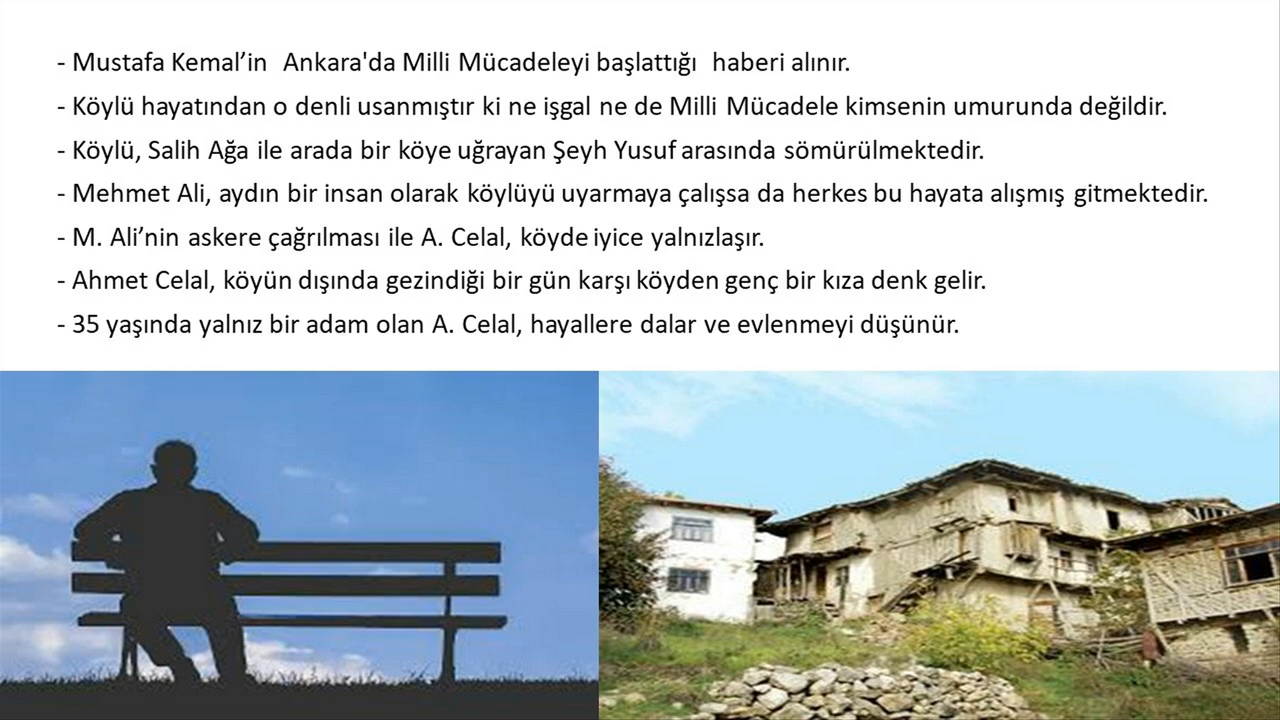 - Mustafa Kemal’in Ankara'da Milli Mücadeleyi başlattığı haberi alınır.
- Köylü hayatından o denli usanmıştır ki ne işgal ne de Milli Mücadele kimsenin umurunda değildir.
- Köylü, Salih Ağa ile arada bir köye uğrayan Şeyh Yusuf arasında sömürülmektedir.
- Mehmet Ali, aydın bir insan olarak köylüyü uyarmaya çalışsa da herkes bu hayata alışmış gitmektedir.
- M. Ali’nin askere çağrılması ile A. Celal, köyde iyice yalnızlaşır.
- Ahmet Celal, köyün dışında gezindiği bir gün karşı köyden genç bir kıza denk gelir.
- 35 yaşında yalnız bir adam olan A. Celal, hayallere dalar ve evlenmeyi düşünür.